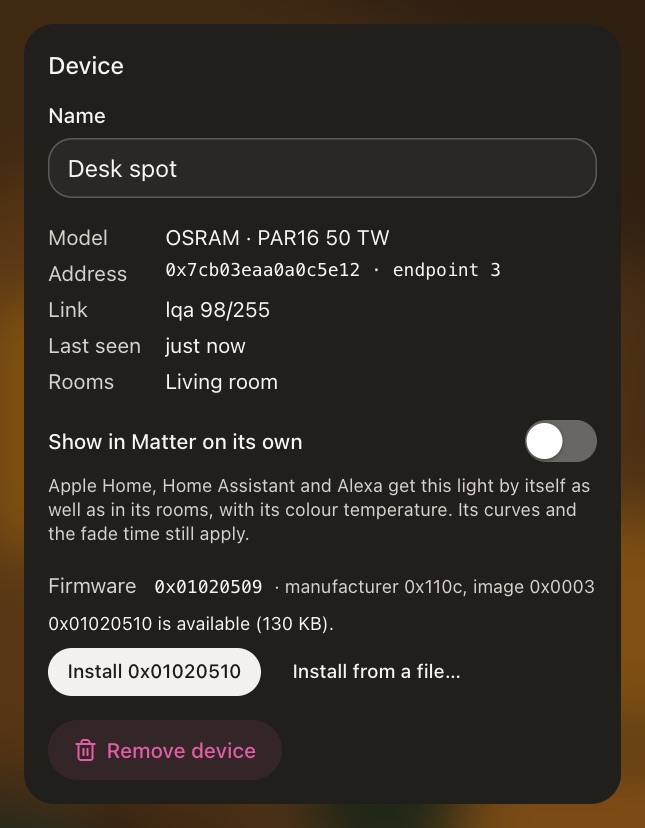 Device
Name
Desk spot
Model OSRAM · PAR16 50 TW
Address 0x7cb03eaa0a0c5e12 · endpoint 3
Link lqa 98/255
Last seen just now
Rooms Living room
Show in Matter on its own
Apple Home, Home Assistant and Alexa get this light by itself as
well as in its rooms, with its colour temperature. Its curves and
the fade time still apply.
Firmware 0x01020509 · manufacturer 0x110c, image 0x0003
0x01020510 is available (130 KB).
Install 0x01020510 Install from a file…
Remove device